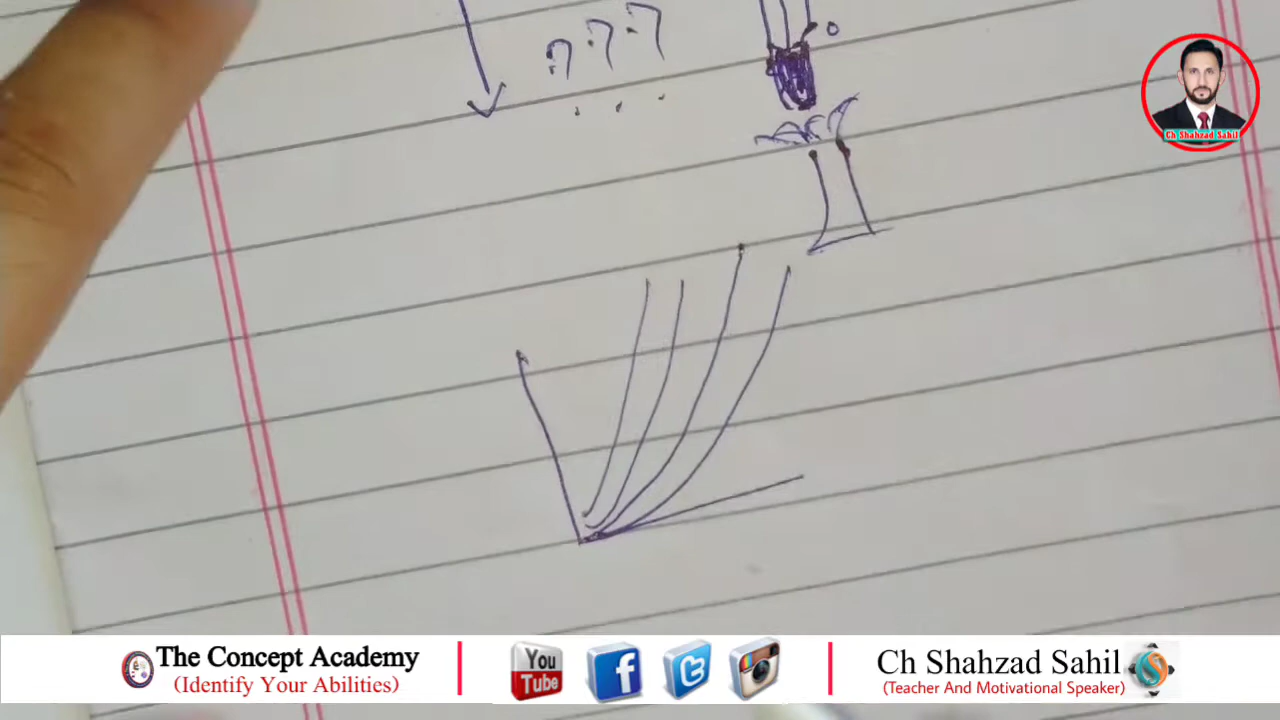 ???
Ch Shahzad Sahil
The Concept Academy
(Identify Your Abilities)
You
Tube
Ch Shahzad Sahil
(Teacher And Motivational Speaker)